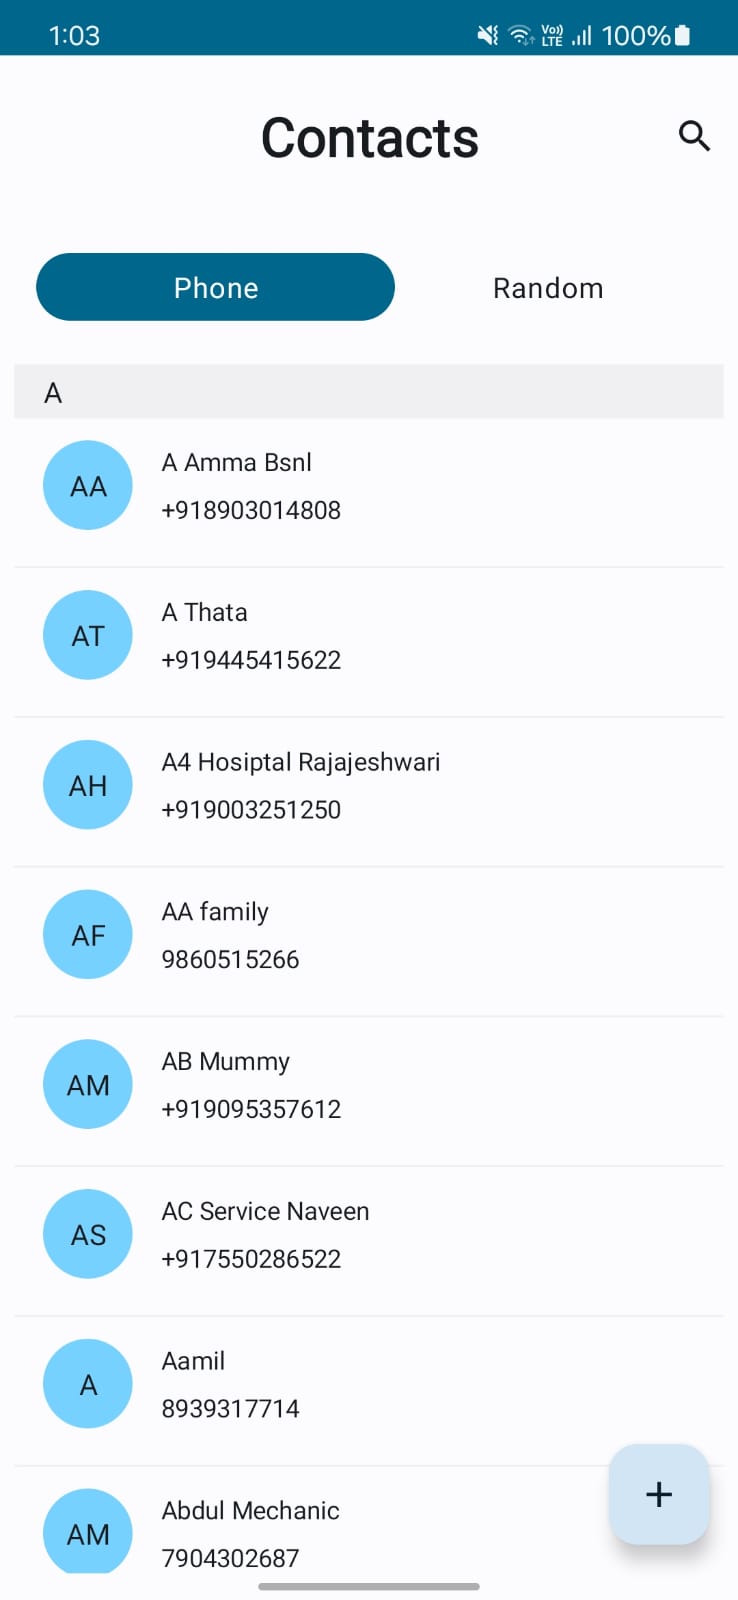 1:03
Vo))
LTE
100%
Contacts
Phone
Random
A
AA
A Amma Bsnl
+918903014808
AT
A Thata
+919445415622
AH
A4 Hosiptal Rajajeshwari
+919003251250
AF
AA family
9860515266
AM
AB Mummy
+919095357612
AS
AC Service Naveen
+917550286522
A
Aamil
8939317714
AM
Abdul Mechanic
7904302687
+